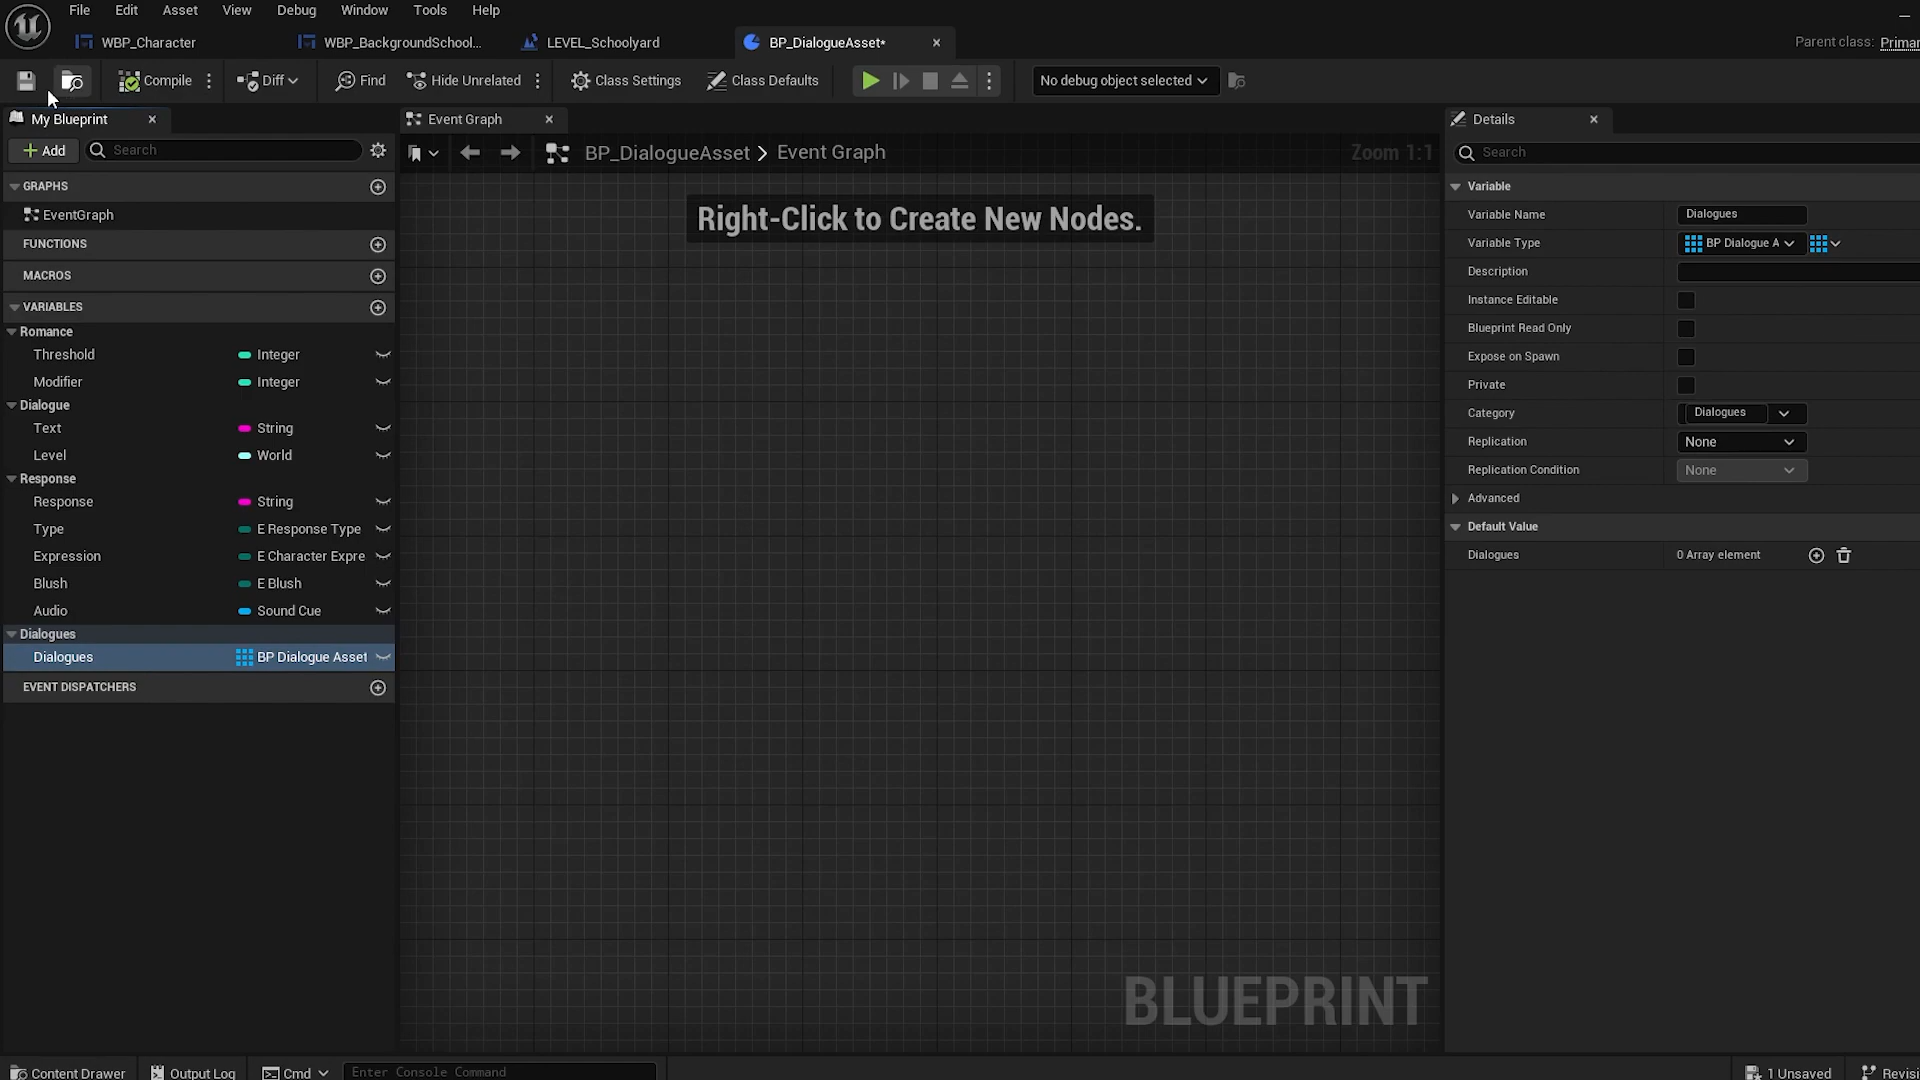 File Edit Asset View Debug Window Tools Help
WBP_Character WBP_BackgroundSchool... LEVEL_Schoolyard BP_DialogueAsset*
Parent class: Primar
Compile Diff Find Hide Unrelated Class Settings Class Defaults No debug object selected
My Blueprint
Event Graph
Details
+ Add Search
BP_DialogueAsset > Event Graph
Zoom 1:1
Search
Right-Click to Create New Nodes.
GRAPHS
EventGraph
FUNCTIONS
MACROS
VARIABLES
Romance
Threshold Integer
Modifier Integer
Dialogue
Text String
Level World
Response
Response String
Type E Response Type
Expression E Character Expre
Blush E Blush
Audio Sound Cue
Dialogues
Dialogues BP Dialogue Asset
EVENT DISPATCHERS
Variable
Variable Name Dialogues
Variable Type BP Dialogue A
Description
Instance Editable
Blueprint Read Only
Expose on Spawn
Private
Category Dialogues
Replication None
Replication Condition None
Advanced
Default Value
Dialogues 0 Array element
BLUEPRINT
Content Drawer Output Log Cmd Enter Console Command 1 Unsaved Revisi